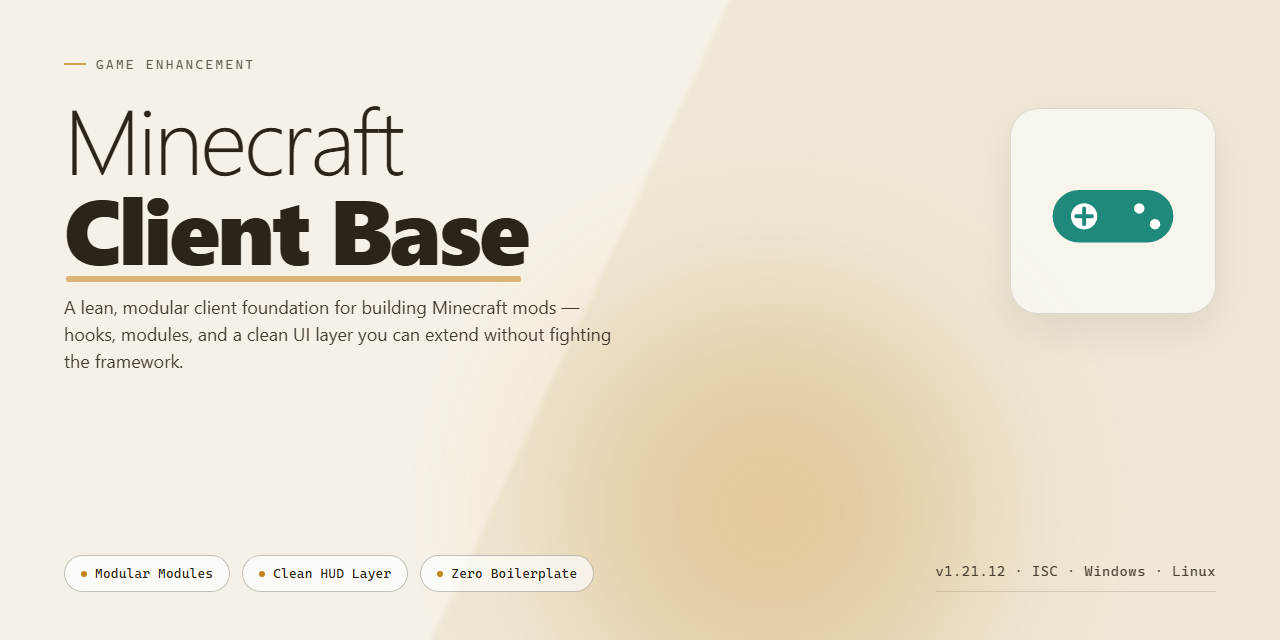 GAME ENHANCEMENT
Minecraft
Client Base
A lean, modular client foundation for building Minecraft mods —
hooks, modules, and a clean UI layer you can extend without fighting
the framework.
Modular Modules
Clean HUD Layer
Zero Boilerplate
v1.21.12 · ISC · Windows · Linux